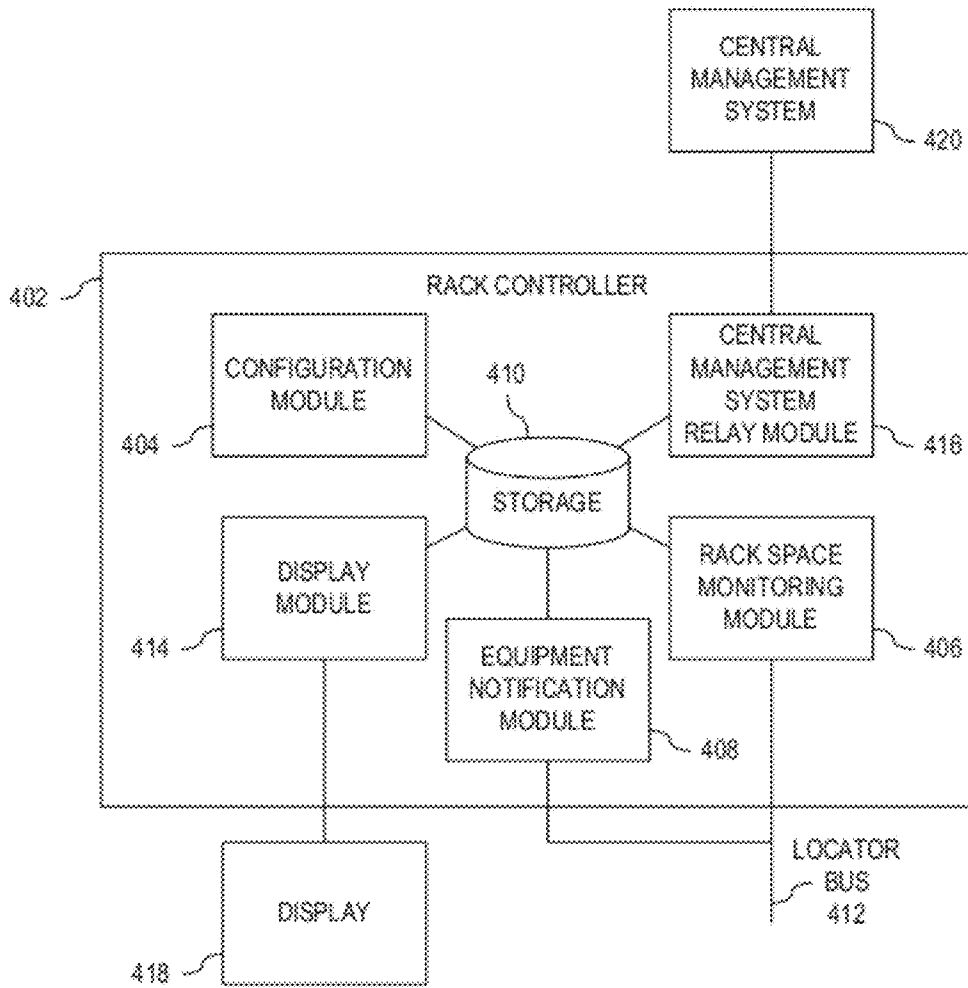 CENTRAL
MANAGEMENT
SYSTEM
420
402
RACK CONTROLLER
CONFIGURATION
MODULE
404
410
STORAGE
CENTRAL
MANAGEMENT
SYSTEM
RELAY MODULE
416
DISPLAY
MODULE
414
EQUIPMENT
NOTIFICATION
MODULE
408
RACK SPACE
MONITORING
MODULE
406
DISPLAY
418
LOCATOR
BUS
412